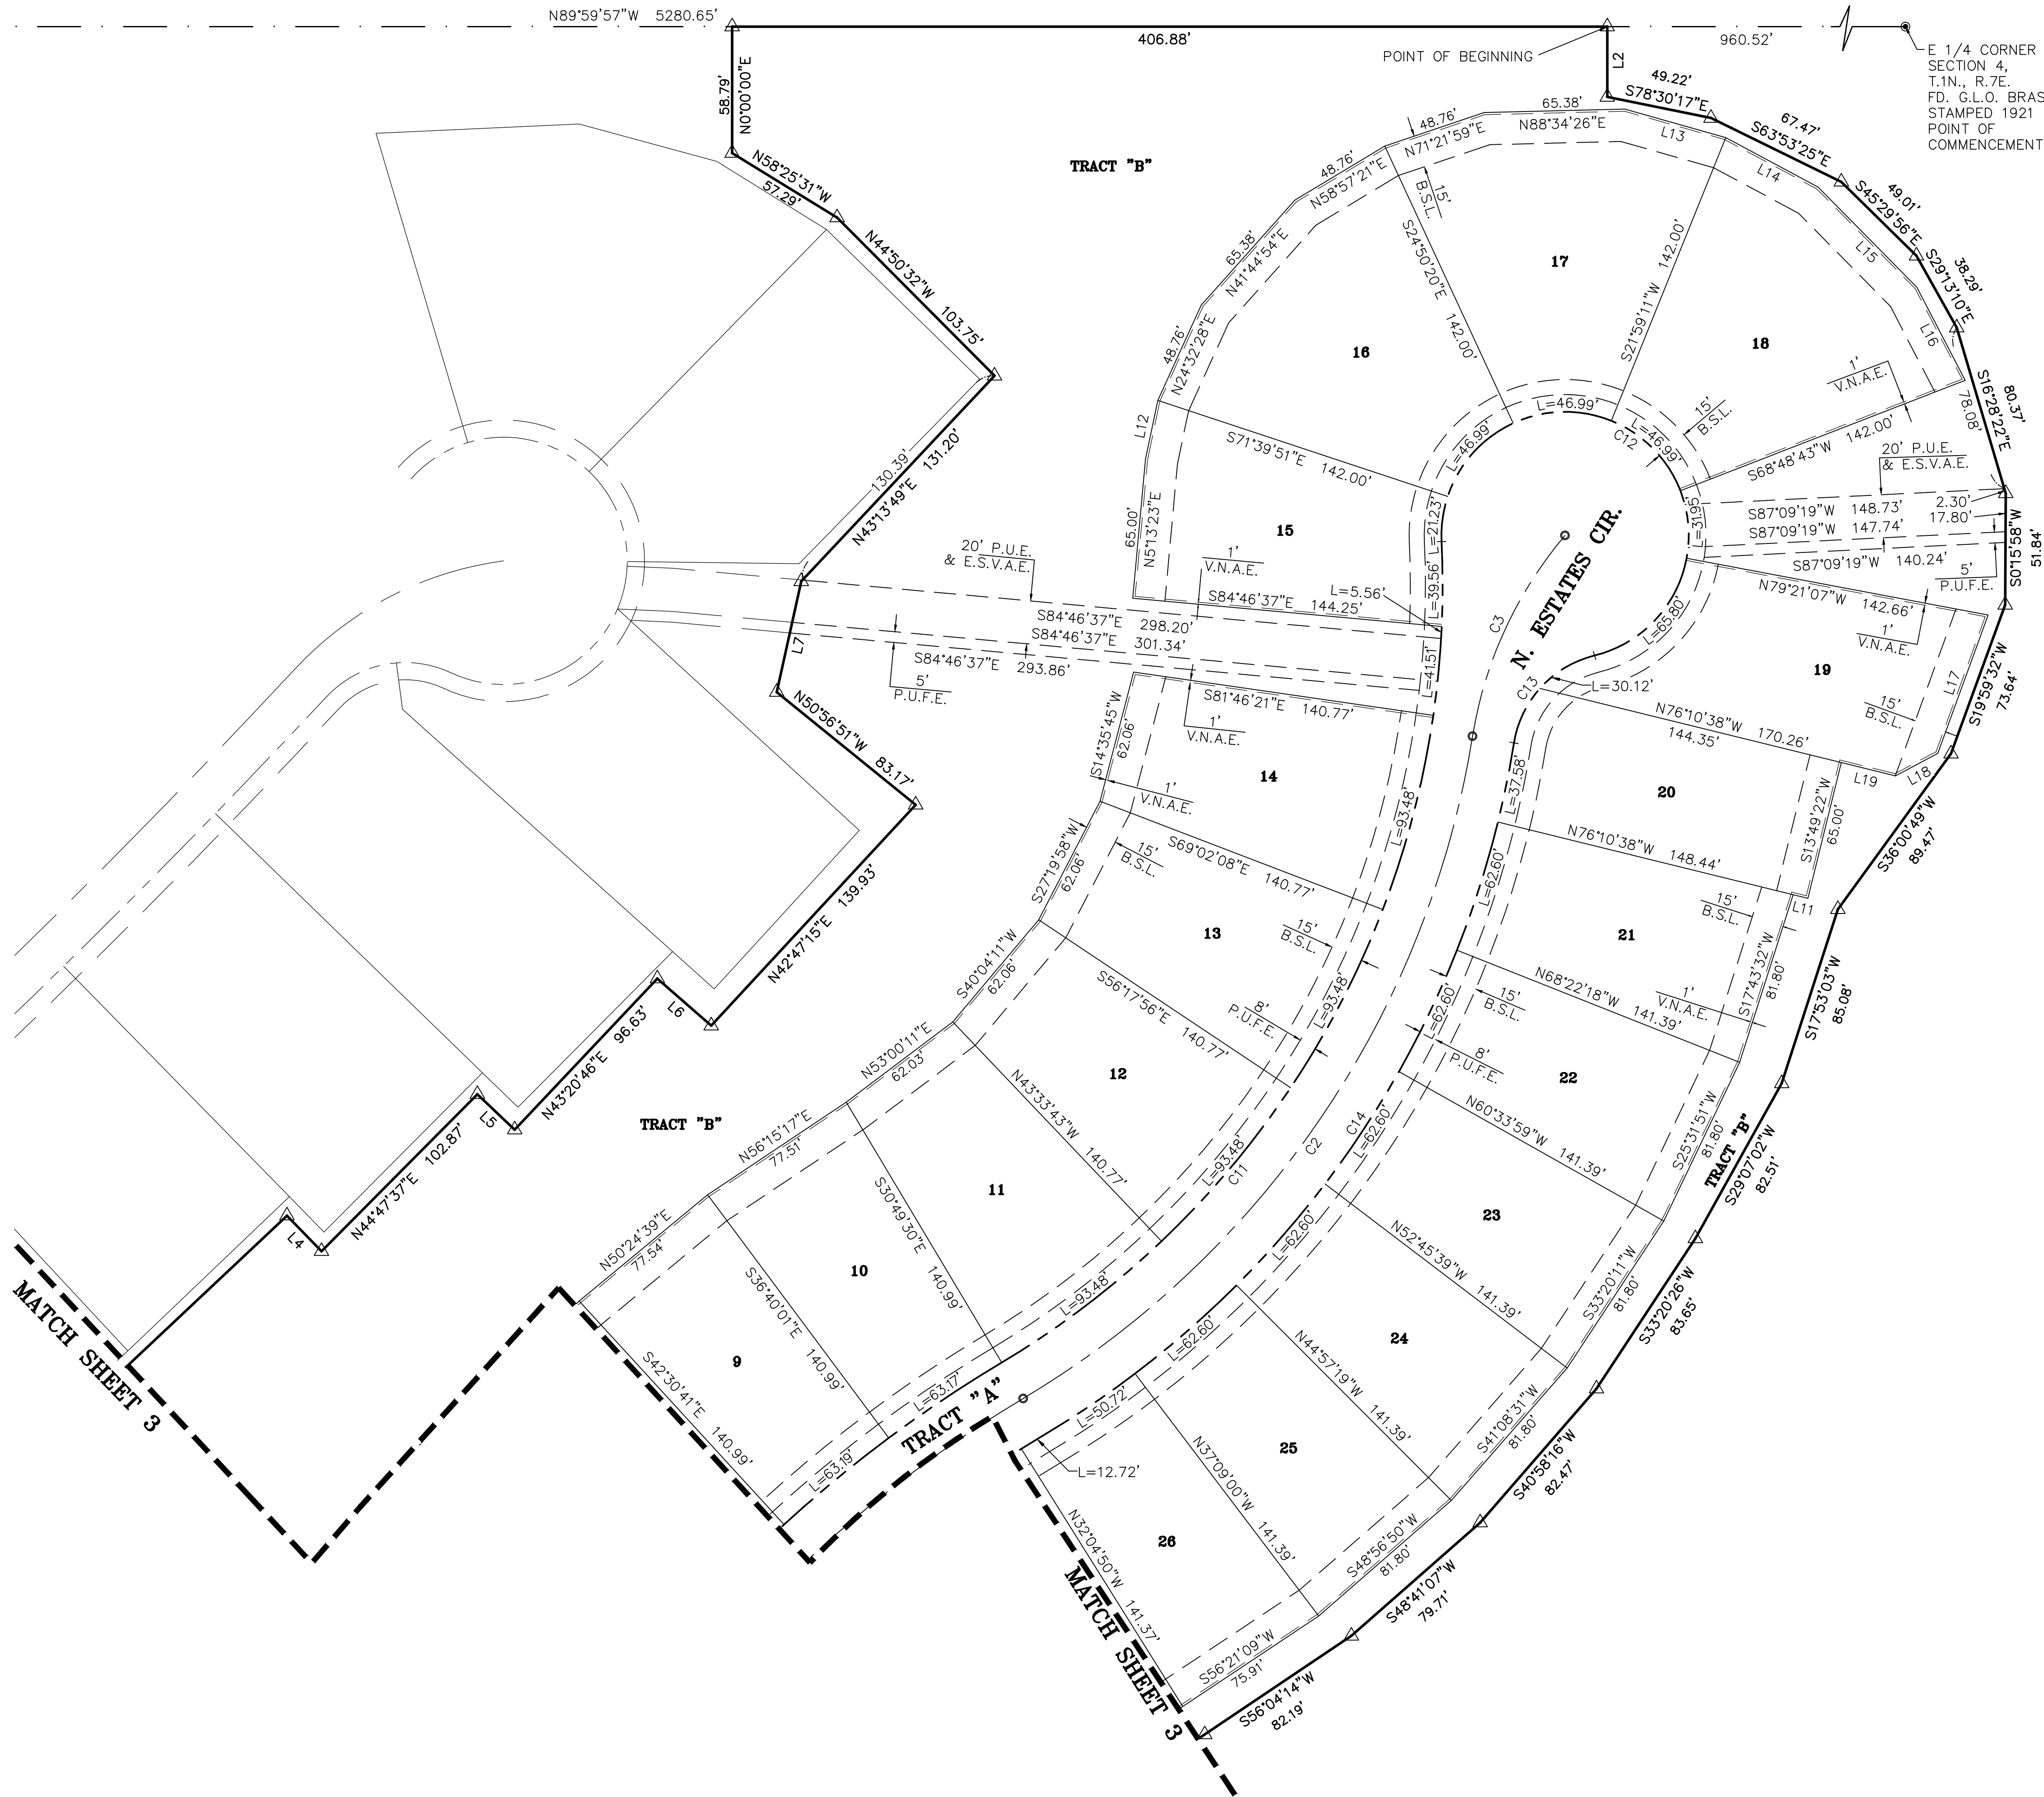 N89°59'57"W 5280.65'
406.88'
960.52'
POINT OF BEGINNING
L2
E 1/4 CORNER
SECTION 4,
T.1N., R.7E.
FD. G.L.O. BRAS
STAMPED 1921
POINT OF
COMMENCEMENT
58.79'
N0°00'00"E
N58°25'31"W
57.29'
N44°50'32"W 103.75'
130.39'
N43°13'49"E 131.20'
L7
N50°56'51"W 83.17'
N42°47'15"E 139.93'
L6
N43°20'46"E 96.63'
L5
N44°47'37"E 102.87'
L4
MATCH SHEET 3
TRACT "B"
49.22'
S78°30'17"E
67.47'
S63°53'25"E
49.01'
S45°29'56"E
38.29'
S29°13'10"E
80.37'
S16°28'22"E
78.08'
S0°15'58"W
51.84'
S19°59'32"W
73.64'
S36°00'49"W
89.47'
S17°53'03"W
85.08'
S29°07'02"W
82.51'
S33°20'26"W
83.65'
S40°58'16"W
82.47'
S48°41'07"W
79.71'
S56°04'14"W
82.19'
65.38'
N88°34'26"E
48.76'
N71°21'59"E
48.76'
N58°57'21"E
65.38'
N41°44'54"E
48.76'
N24°32'28"E
L12
65.00'
N5°13'23"E
L13
L14
L15
L16
15'
B.S.L.
S24°50'20"E 142.00'
S21°59'11"W 142.00'
17
16
18
1'
V.N.A.E.
15'
B.S.L.
S68°48'43"W 142.00'
20' P.U.E.
& E.S.V.A.E.
2.30'
17.80'
S87°09'19"W 148.73'
S87°09'19"W 147.74'
S87°09'19"W 140.24'
5'
P.U.F.E.
N79°21'07"W 142.66'
1'
V.N.A.E.
L=46.99'
L=46.99'
L=46.99'
C12
L=31.95'
L=65.80'
L=21.23'
L=39.56'
L=5.56'
L=41.51'
S71°39'51"E 142.00'
15
1'
V.N.A.E.
20' P.U.E.
& E.S.V.A.E.
S84°46'37"E 144.25'
S84°46'37"E 298.20'
S84°46'37"E 301.34'
S84°46'37"E 293.86'
5'
P.U.F.E.
S81°46'21"E 140.77'
1'
V.N.A.E.
N. ESTATES CIR.
C3
C13
L=30.12'
19
15'
B.S.L.
L17
L18
L19
N76°10'38"W 170.26'
144.35'
L=37.58'
20
S13°49'22"W
65.00'
N76°10'38"W 148.44'
L11
15'
B.S.L.
S14°35'45"W
62.06'
1'
V.N.A.E.
14
L=93.48'
S27°19'58"W
62.06'
15'
B.S.L.
S69°02'08"E 140.77'
13
15'
B.S.L.
L=62.60'
21
N68°22'18"W 141.39'
S17°43'32"W
81.80'
1'
V.N.A.E.
15'
B.S.L.
8'
P.U.F.E.
L=62.60'
22
N60°33'59"W 141.39'
S25°31'51"W
81.80'
TRACT "B"
S40°04'11"W
62.06'
S56°17'56"E 140.77'
8'
P.U.F.E.
L=93.48'
12
N53°00'11"E
62.03'
N43°33'43"W 140.77'
L=93.48'
C11
C2
C14
L=62.60'
23
N52°45'39"W 141.39'
S33°20'11"W
81.80'
TRACT "B"
N56°15'17"E
77.51'
11
S30°49'30"E 140.99'
L=93.48'
L=62.60'
24
N44°57'19"W 141.39'
S41°08'31"W
81.80'
N50°24'39"E
77.54'
10
S36°40'01"E 140.99'
L=63.17'
L=62.60'
9
S42°30'41"E 140.99'
L=63.19'
TRACT "A"
L=50.72'
L=12.72'
25
N37°09'00"W 141.39'
S48°56'50"W
81.80'
26
N32°04'50"W 141.37'
S56°21'09"W
75.91'
MATCH SHEET 3